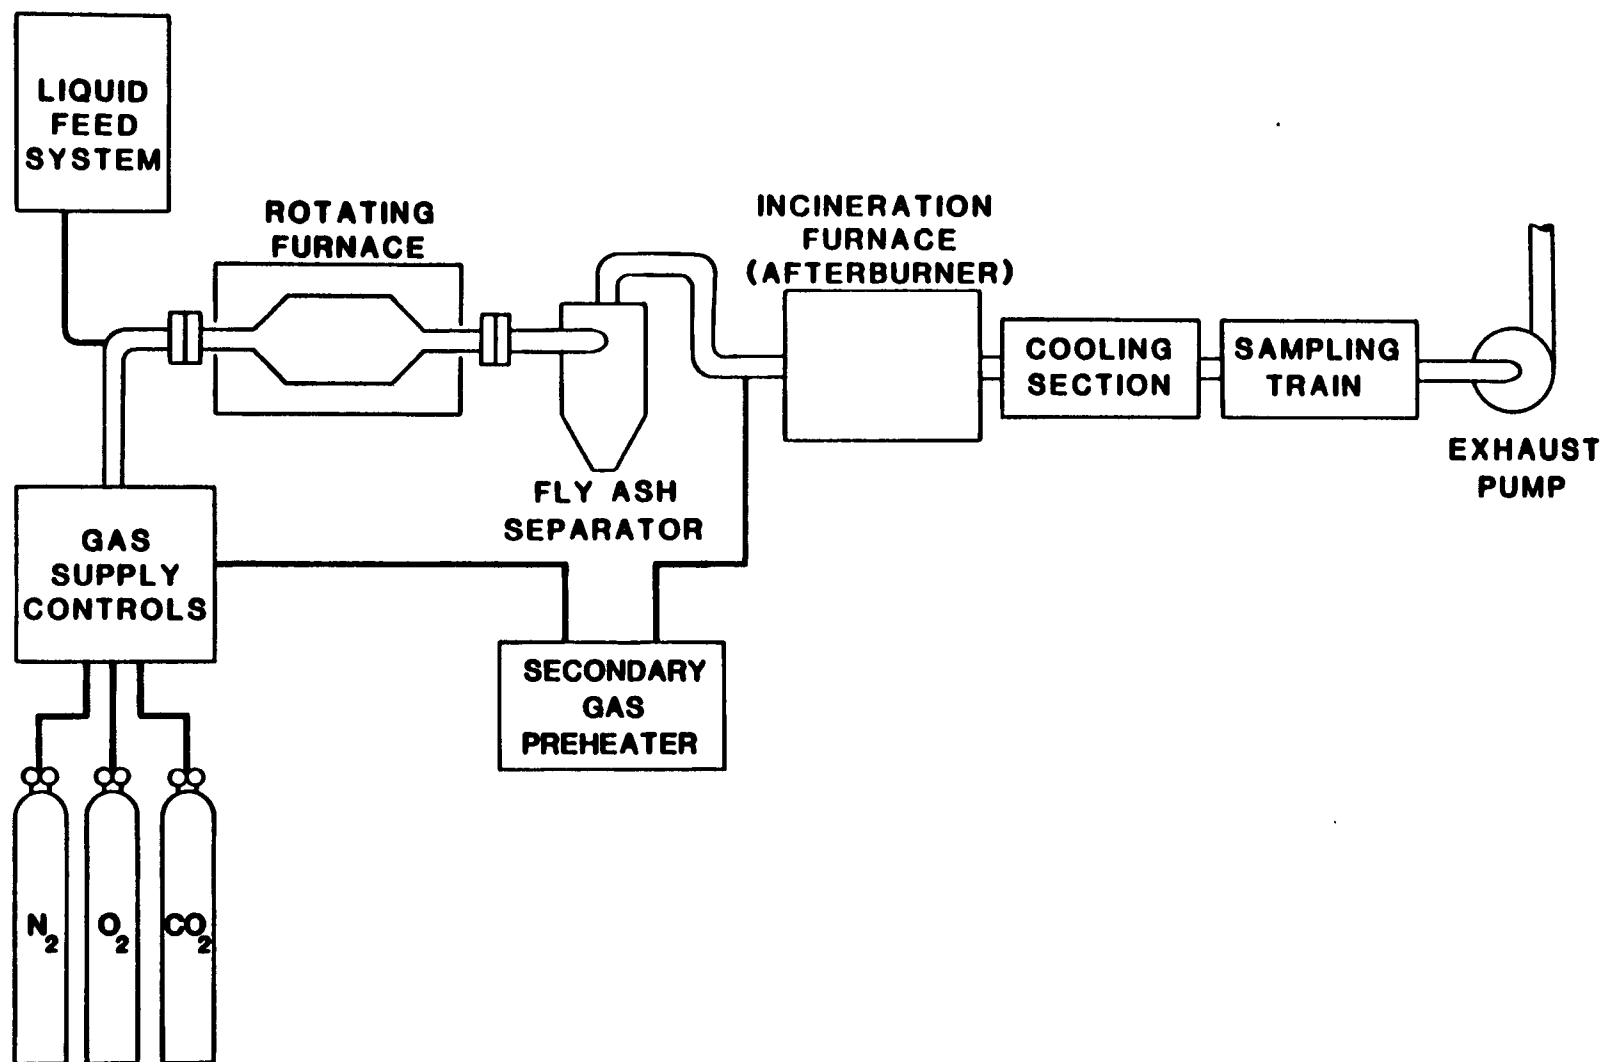 LIQUID
FEED
SYSTEM
ROTATING
FURNACE
INCINERATION
FURNACE
(AFTERBURNER)
COOLING
SECTION
SAMPLING
TRAIN
EXHAUST
PUMP
FLY ASH
SEPARATOR
GAS
SUPPLY
CONTROLS
SECONDARY
GAS
PREHEATER
N₂
O₂
CO₂